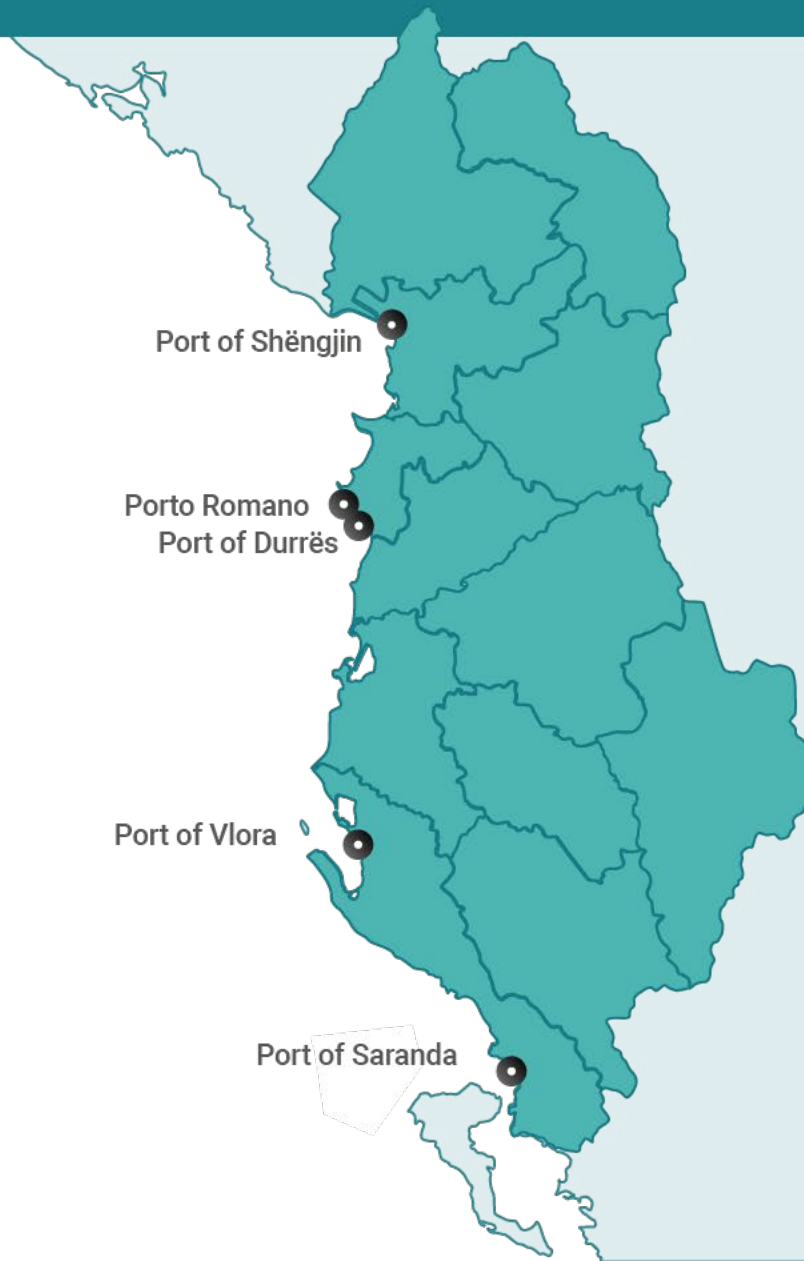 Port of Shëngjin
Porto Romano
Port of Durrës
Port of Vlora
Port of Saranda